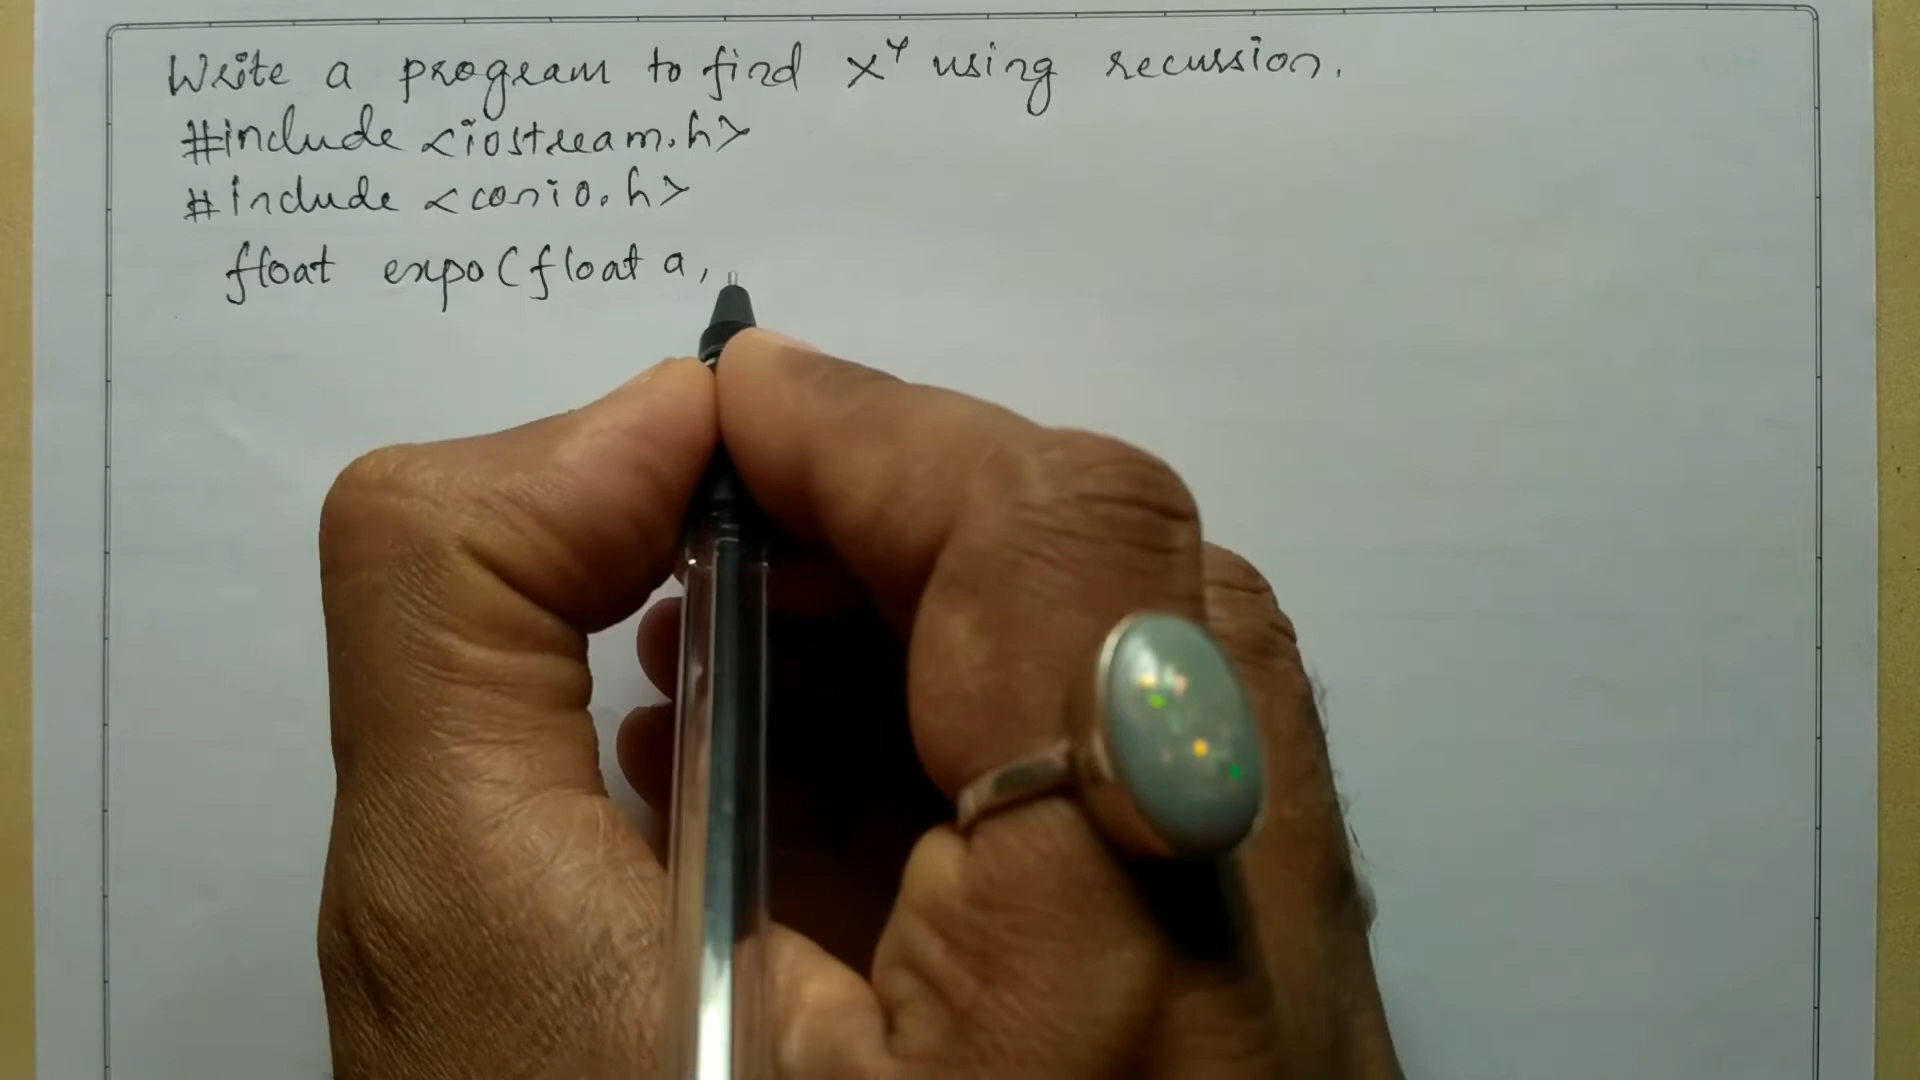 Write a program to find x^y using recussion.
#include <iostream.h>
#include <conio.h>
float expo(float a,